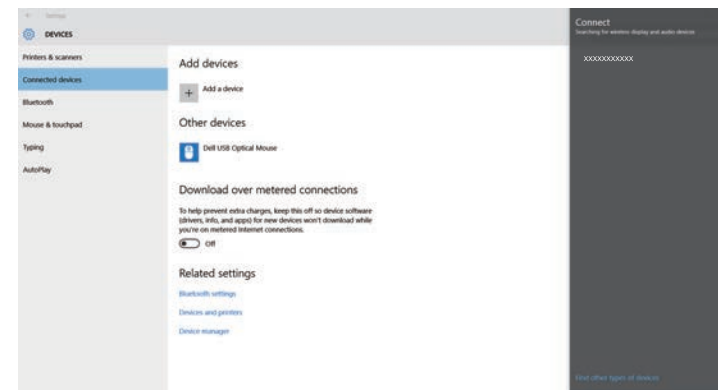 Settings
DEVICES
Printers & scanners
Connected devices
Bluetooth
Mouse & touchpad
Typing
AutoPlay
Add devices
Add a device
Other devices
Dell USB Optical Mouse
Download over metered connections
To help prevent extra charges, keep this off so device software
(drivers, info, and apps) for new devices won't download while
you're on metered Internet connections.
Off
Related settings
Bluetooth settings
Devices and printers
Device manager
Connect
Searching for wireless display and audio devices
xxxxxxxxxxx
Find other types of devices